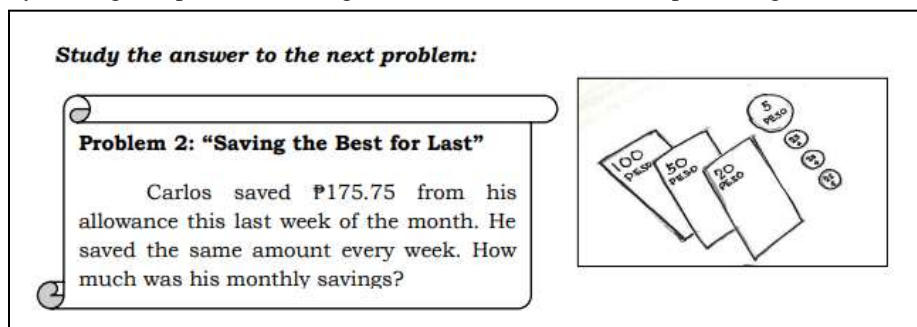 Study the answer to the next problem:
Problem 2: “Saving the Best for Last”
Carlos saved ₱175.75 from his
allowance this last week of the month. He
saved the same amount every week. How
much was his monthly savings?
100
PESO
50
PESO
20
PESO
5
PESO